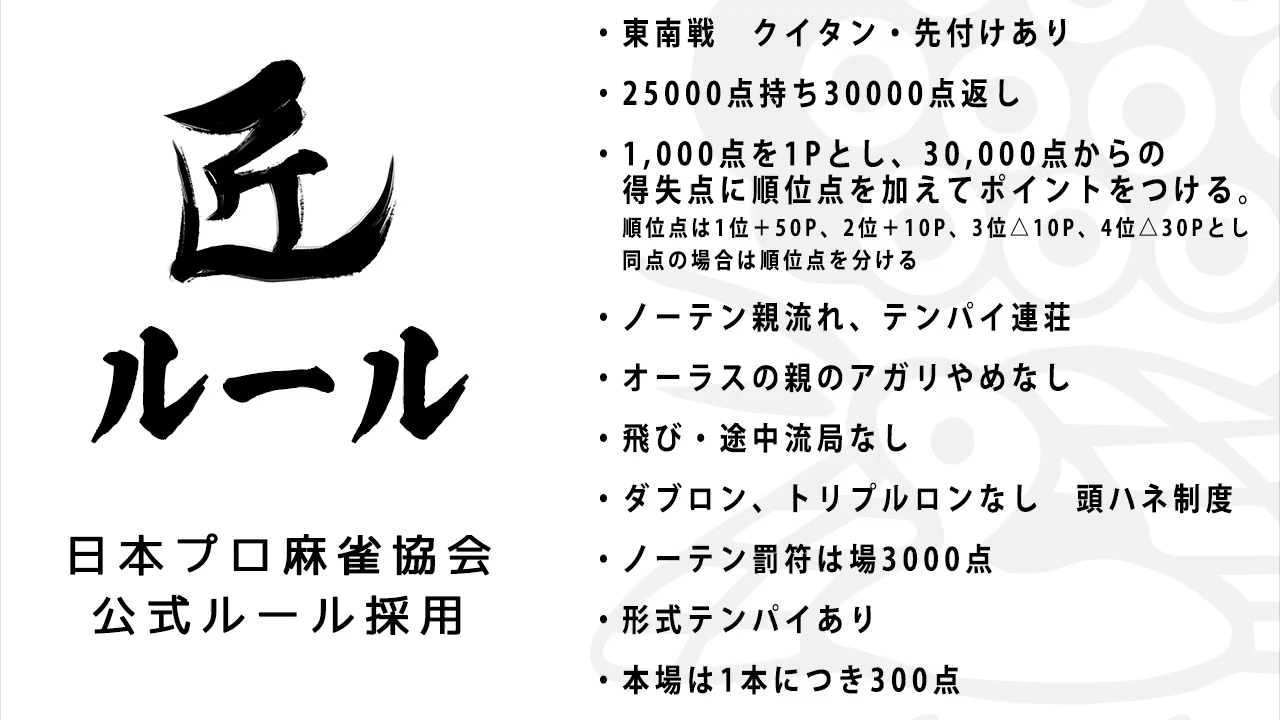 匠
ルール
日本プロ麻雀協会
公式ルール採用
・東南戦　クイタン・先付けあり
・25000点持ち30000点返し
・1,000点を1Pとし、30,000点からの
得失点に順位点を加えてポイントをつける。
順位点は1位＋50P、2位＋10P、3位△10P、4位△30Pとし
同点の場合は順位点を分ける
・ノーテン親流れ、テンパイ連荘
・オーラスの親のアガリやめなし
・飛び・途中流局なし
・ダブロン、トリプルロンなし　頭ハネ制度
・ノーテン罰符は場3000点
・形式テンパイあり
・本場は1本につき300点